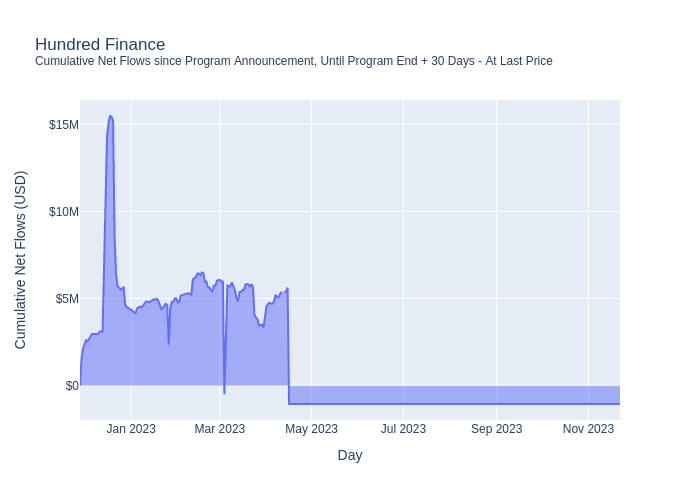 Hundred Finance
Cumulative Net Flows since Program Announcement, Until Program End + 30 Days - At Last Price
Cumulative Net Flows (USD)
$15M
$10M
$5M
$0
Jan 2023
Mar 2023
May 2023
Jul 2023
Sep 2023
Nov 2023
Day